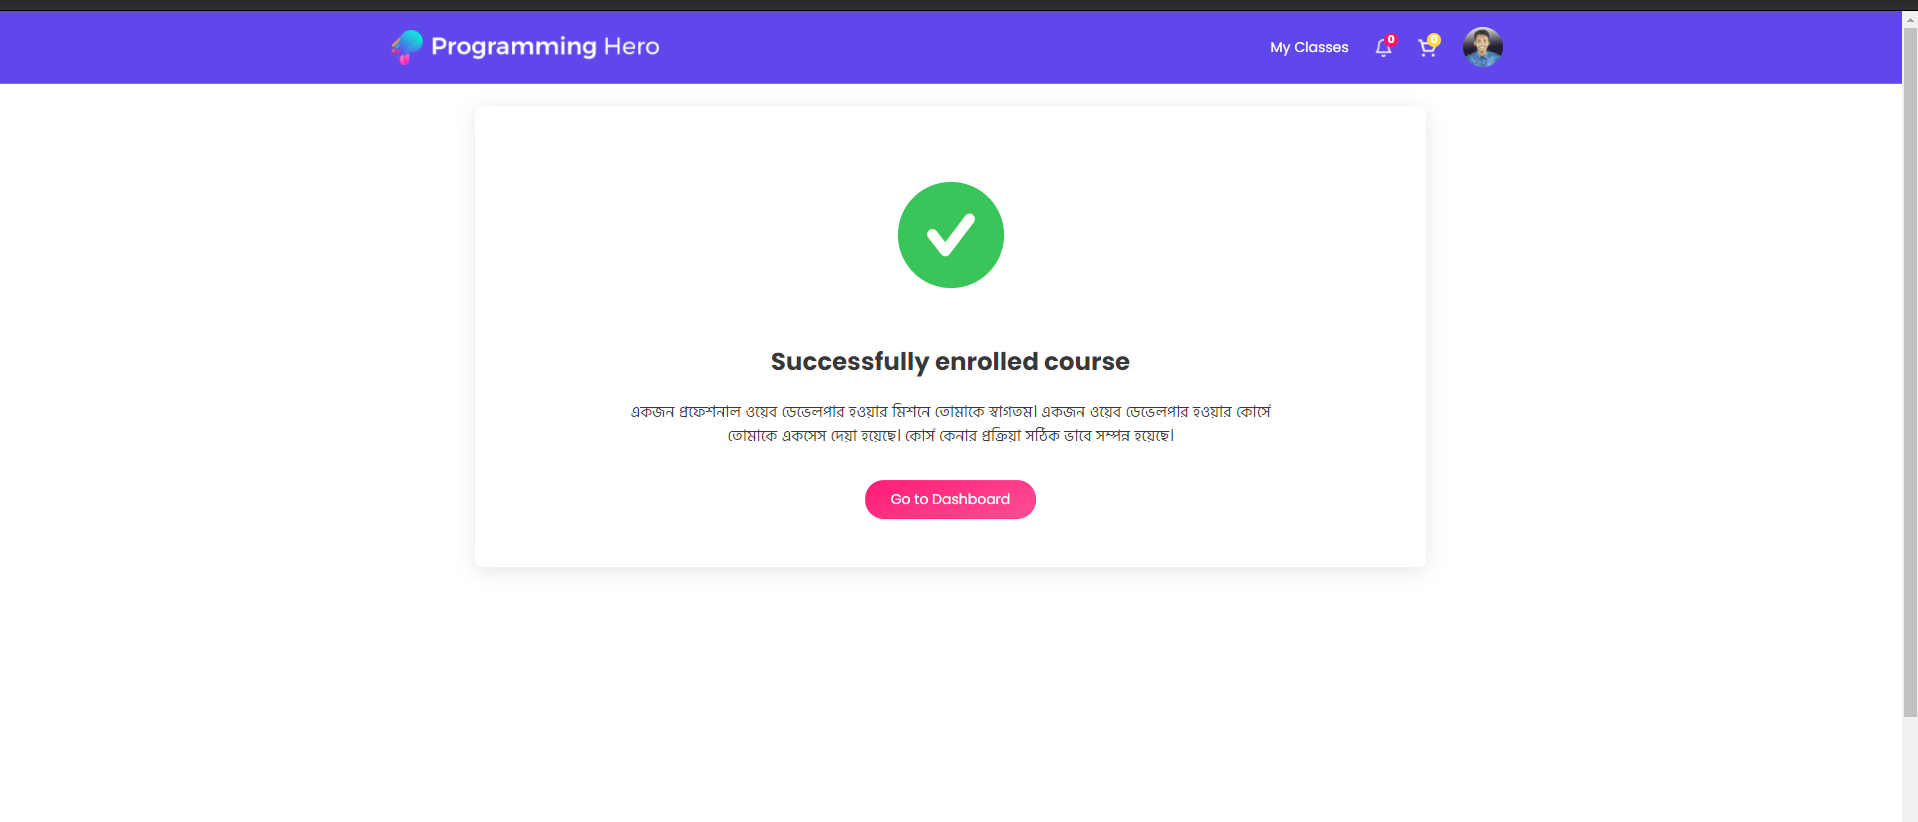 Programming Hero
My Classes
0
0
Successfully enrolled course
একজন প্রফেশনাল ওয়েব ডেভেলপার হওয়ার মিশনে তোমাকে স্বাগতম। একজন ওয়েব ডেভেলপার হওয়ার কোর্সে
তোমাকে একসেস দেয়া হয়েছে। কোর্স কেনার প্রক্রিয়া সঠিক ভাবে সম্পন্ন হয়েছে।
Go to Dashboard